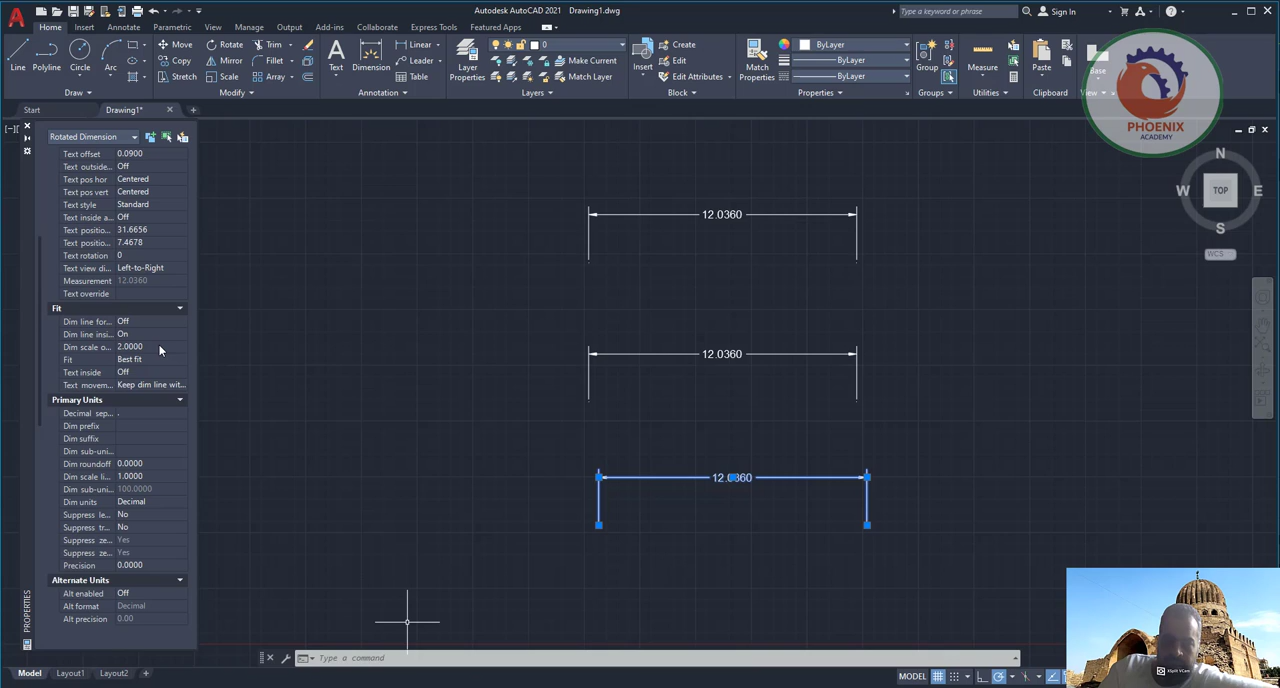 Autodesk AutoCAD 2021 Drawing1.dwg
Type a keyword or phrase
Sign In
Home Insert Annotate Parametric View Manage Output Add-ins Collaborate Express Tools Featured Apps
Line
Polyline
Circle
Arc
Move
Rotate
Trim
Copy
Mirror
Fillet
Stretch
Scale
Array
Text
Dimension
Linear
Leader
Table
Layer
Properties
0
Make Current
Match Layer
Insert
Create
Edit
Edit Attributes
Match
Properties
ByLayer
ByLayer
ByLayer
Group
Measure
Paste
Base
Draw
Modify
Annotation
Layers
Block
Properties
Groups
Utilities
Clipboard
View
PHOENIX
ACADEMY
Start
Drawing1*
Rotated Dimension
Text offset 0.0900
Text outside... Off
Text pos hor Centered
Text pos vert Centered
Text style Standard
Text inside a... Off
Text positio... 31.6656
Text positio... 7.4678
Text rotation 0
Text view di... Left-to-Right
Measurement 12.0360
Text override
Fit
Dim line for... Off
Dim line insi... On
Dim scale o... 2.0000
Fit Best fit
Text inside Off
Text movem... Keep dim line wit...
Primary Units
Decimal sep... .
Dim prefix
Dim suffix
Dim sub-uni...
Dim roundoff 0.0000
Dim scale li... 1.0000
Dim sub-uni... 100.0000
Dim units Decimal
Suppress le... No
Suppress tr... No
Suppress ze... Yes
Suppress ze... Yes
Precision 0.0000
Alternate Units
Alt enabled Off
Alt format Decimal
Alt precision 0.00
PROPERTIES
12.0360
12.0360
12.0360
N
W TOP E
S
WCS
Type a command
Model Layout1 Layout2
MODEL
XSplit VCam